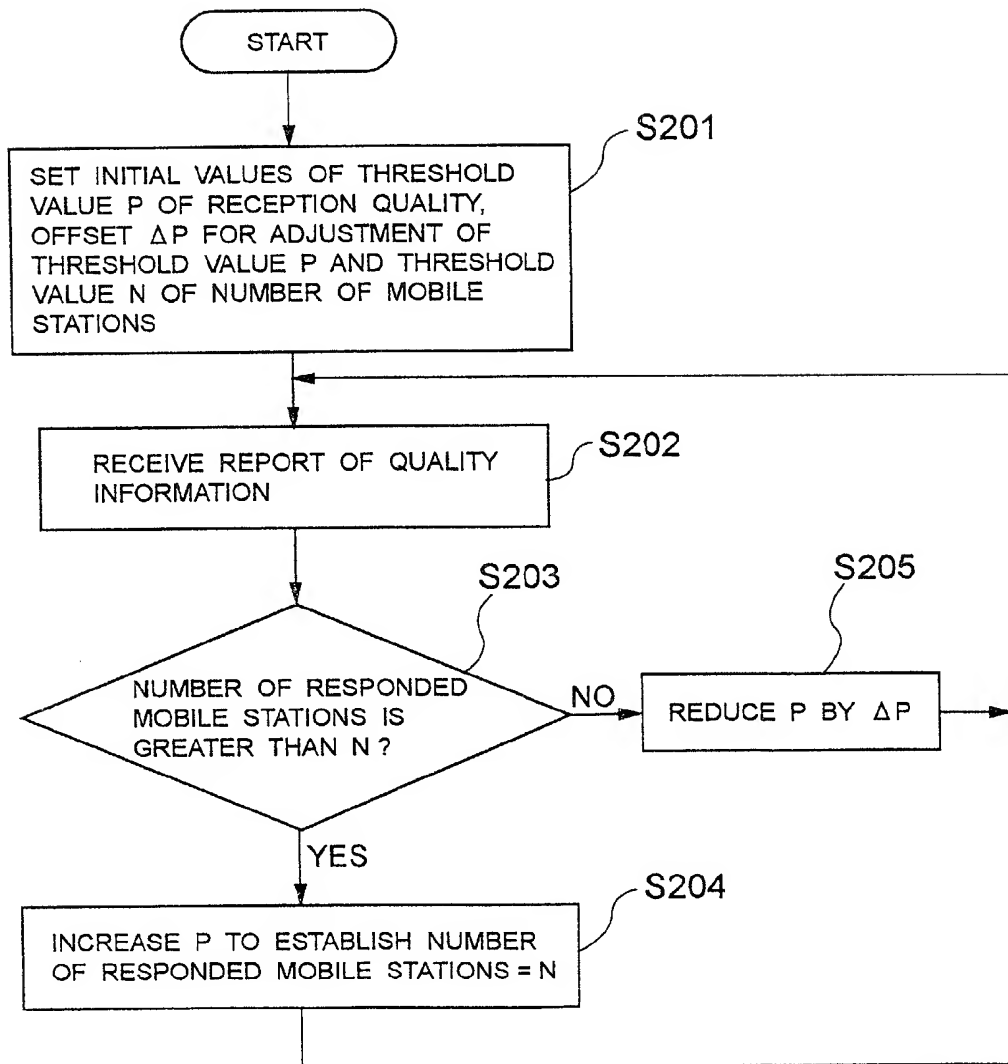 START
S201
SET INITIAL VALUES OF THRESHOLD
VALUE P OF RECEPTION QUALITY,
OFFSET ΔP FOR ADJUSTMENT OF
THRESHOLD VALUE P AND THRESHOLD
VALUE N OF NUMBER OF MOBILE
STATIONS
S202
RECEIVE REPORT OF QUALITY
INFORMATION
S203
NUMBER OF RESPONDED
MOBILE STATIONS IS
GREATER THAN N ?
NO
S205
REDUCE P BY ΔP
YES
S204
INCREASE P TO ESTABLISH NUMBER
OF RESPONDED MOBILE STATIONS = N